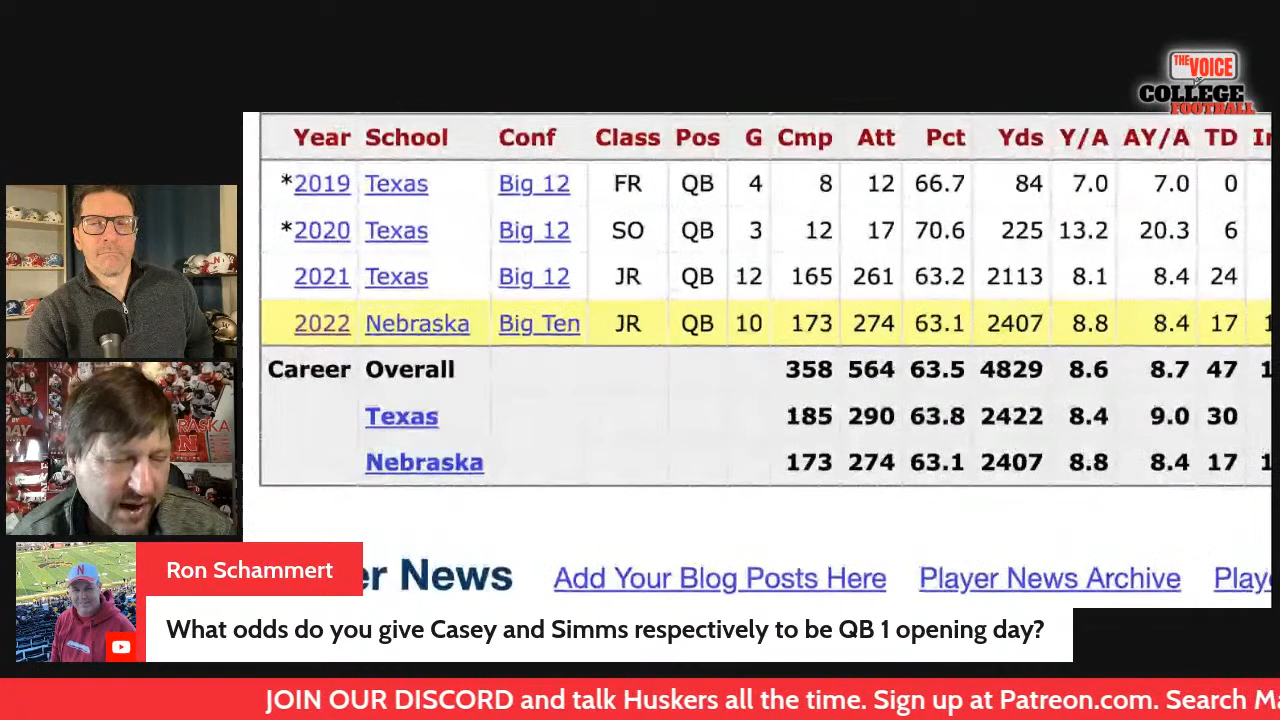 THE VOICE
OF
COLLEGE
FOOTBALL
Year School Conf Class Pos G Cmp Att Pct Yds Y/A AY/A TD
*2019 Texas Big 12 FR QB 4 8 12 66.7 84 7.0 7.0 0
*2020 Texas Big 12 SO QB 3 12 17 70.6 225 13.2 20.3 6
2021 Texas Big 12 JR QB 12 165 261 63.2 2113 8.1 8.4 24
2022 Nebraska Big Ten JR QB 10 173 274 63.1 2407 8.8 8.4 17
Career Overall 358 564 63.5 4829 8.6 8.7 47
Texas 185 290 63.8 2422 8.4 9.0 30
Nebraska 173 274 63.1 2407 8.8 8.4 17
er News Add Your Blog Posts Here Player News Archive
Ron Schammert
What odds do you give Casey and Simms respectively to be QB 1 opening day?
JOIN OUR DISCORD and talk Huskers all the time. Sign up at Patreon.com. Search